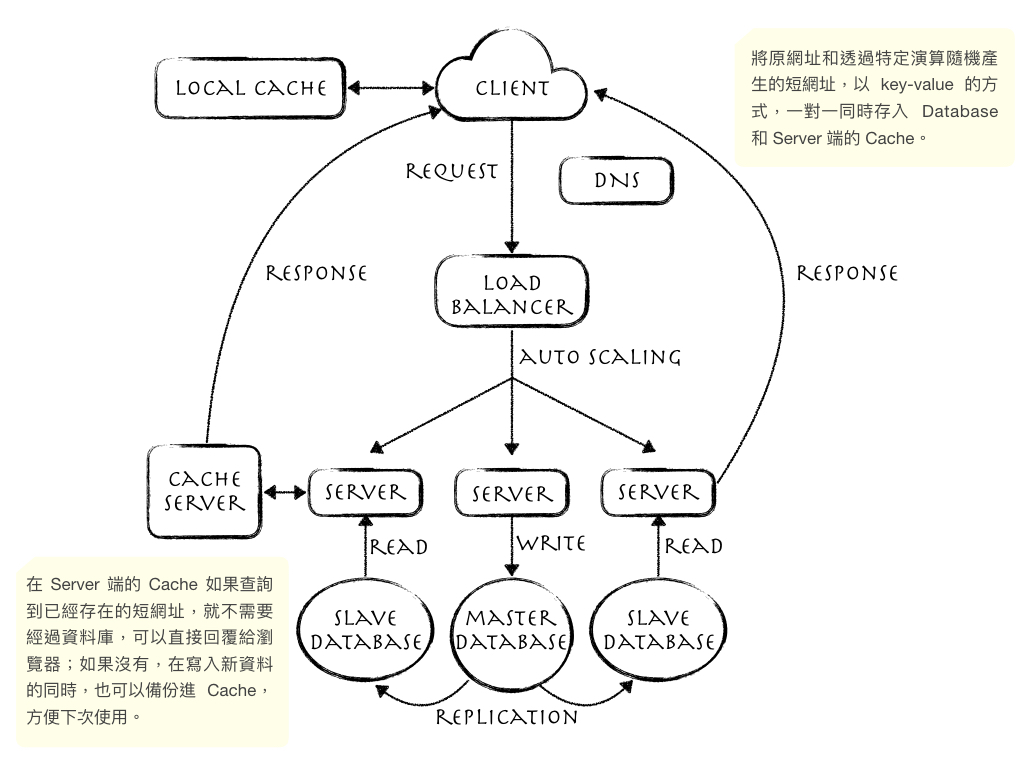 LOCAL CACHE
CLIENT
將原網址和透過特定演算隨機產
生的短網址，以 key-value 的方
式，一對一同時存入 Database
和 Server 端的 Cache。
REQUEST
DNS
RESPONSE
LOAD
BALANCER
RESPONSE
AUTO SCALING
CACHE
SERVER
SERVER
SERVER
SERVER
READ
WRITE
READ
在 Server 端的 Cache 如果查詢
到已經存在的短網址，就不需要
經過資料庫，可以直接回覆給瀏
覽器；如果沒有，在寫入新資料
的同時，也可以備份進 Cache，
方便下次使用。
SLAVE
DATABASE
MASTER
DATABASE
SLAVE
DATABASE
REPLICATION